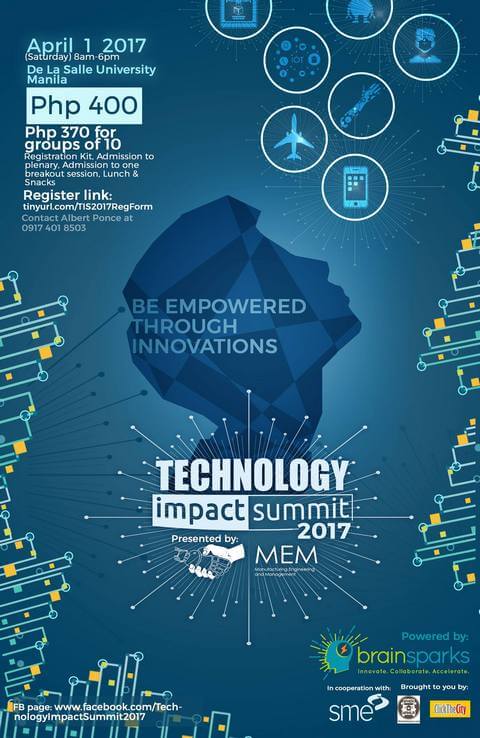 April 1 2017
(Saturday) 8am-6pm
De La Salle University
Manila
Php 400
Php 370 for
groups of 10
Registration Kit, Admission to
plenary, Admission to one
breakout session, Lunch &
Snacks
Register link:
tinyurl.com/TIS2017RegForm
Contact Albert Ponce at
0917 401 8503
IOT
BE EMPOWERED
THROUGH
INNOVATIONS
TECHNOLOGY
impact summit
2017
Presented by:
MEM
Manufacturing Engineering
and Management
Powered by:
brainsparks
Innovate. Collaborate. Accelerate.
In cooperation with:
Brought to you by:
sme
ClickTheCity
FB page: www.facebook.com/Tech-
nologyImpactSummit2017